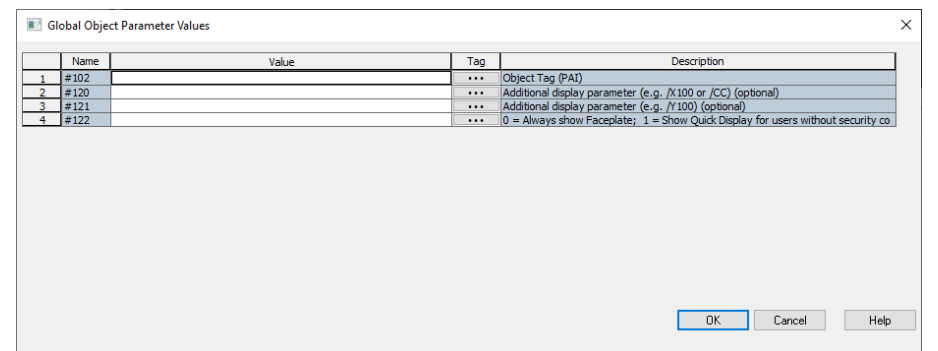 Global Object Parameter Values
Name Value Tag Description
1 #102 ••• Object Tag (PAI)
2 #120 ••• Additional display parameter (e.g. /X100 or /CC) (optional)
3 #121 ••• Additional display parameter (e.g. /Y100) (optional)
4 #122 ••• 0 = Always show Faceplate; 1 = Show Quick Display for users without security co
OK Cancel Help